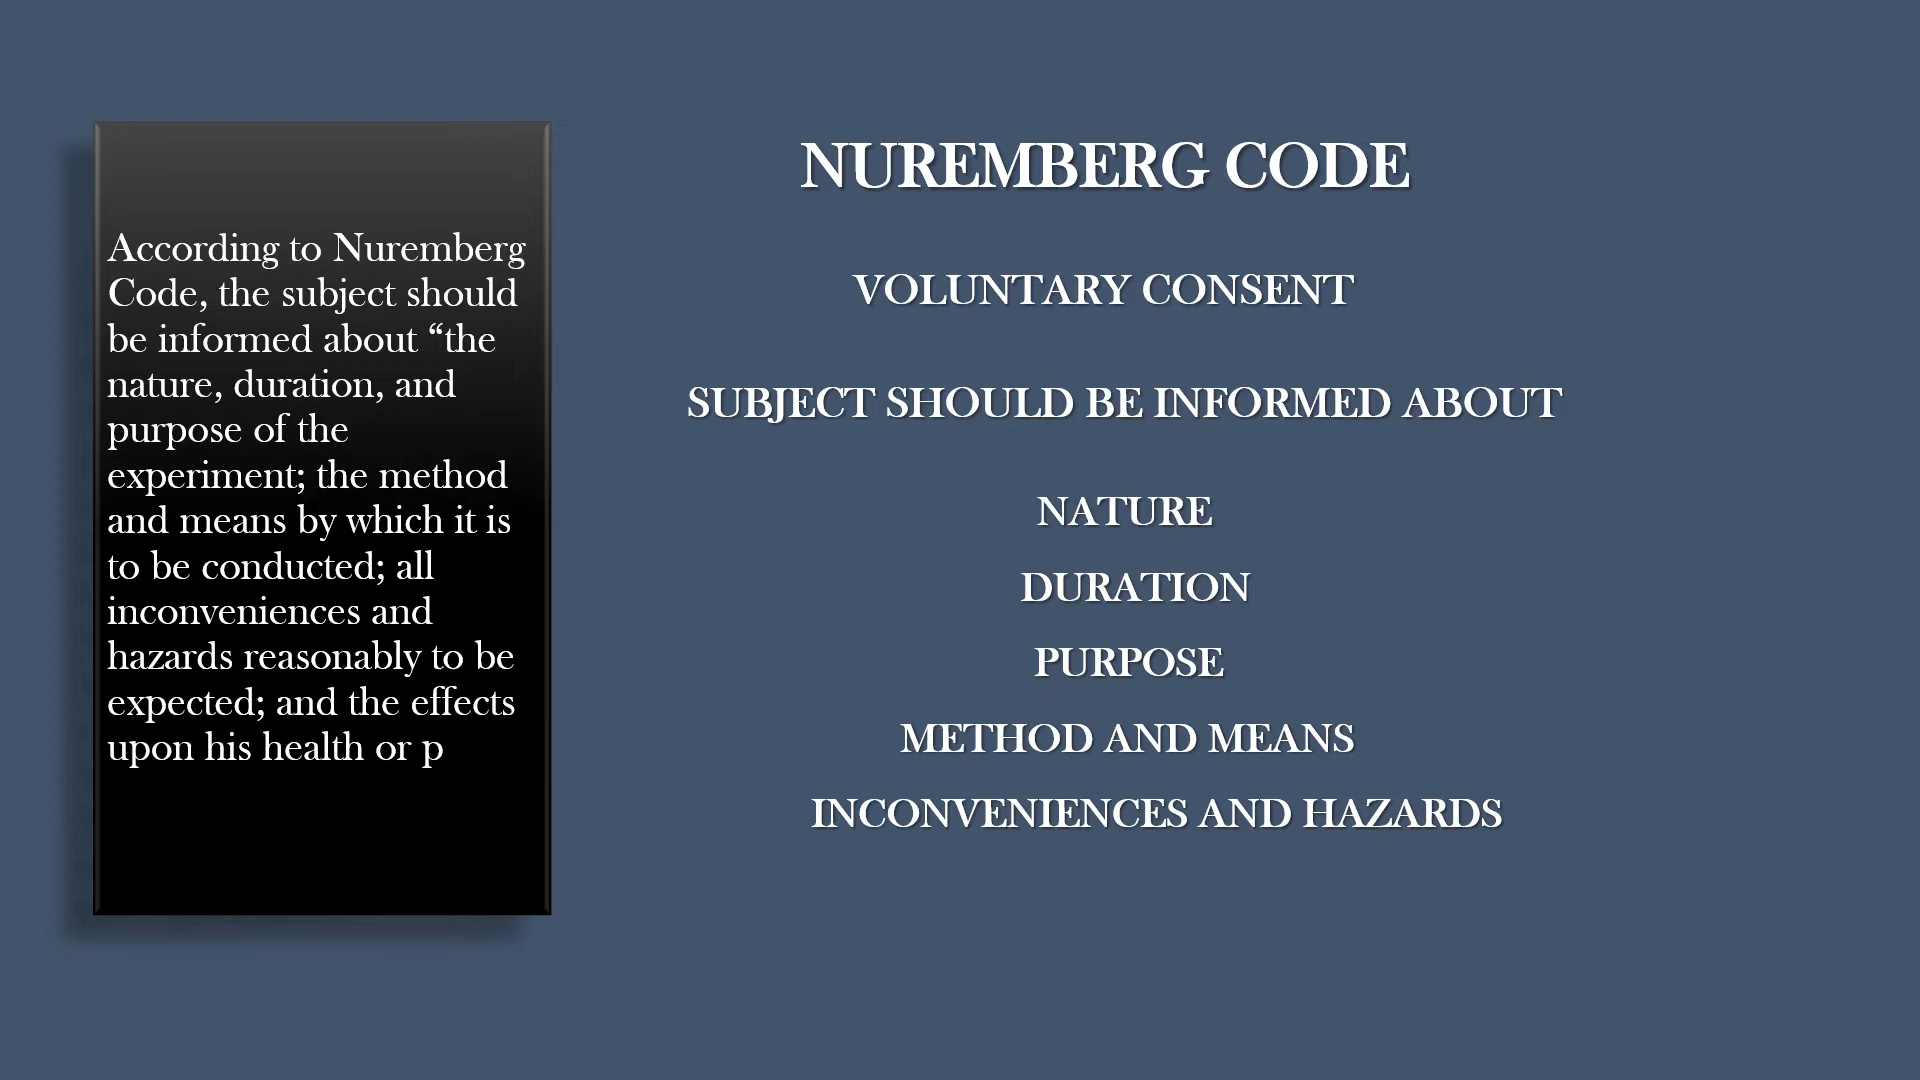 According to Nuremberg
Code, the subject should
be informed about “the
nature, duration, and
purpose of the
experiment; the method
and means by which it is
to be conducted; all
inconveniences and
hazards reasonably to be
expected; and the effects
upon his health or p
NUREMBERG CODE
VOLUNTARY CONSENT
SUBJECT SHOULD BE INFORMED ABOUT
NATURE
DURATION
PURPOSE
METHOD AND MEANS
INCONVENIENCES AND HAZARDS